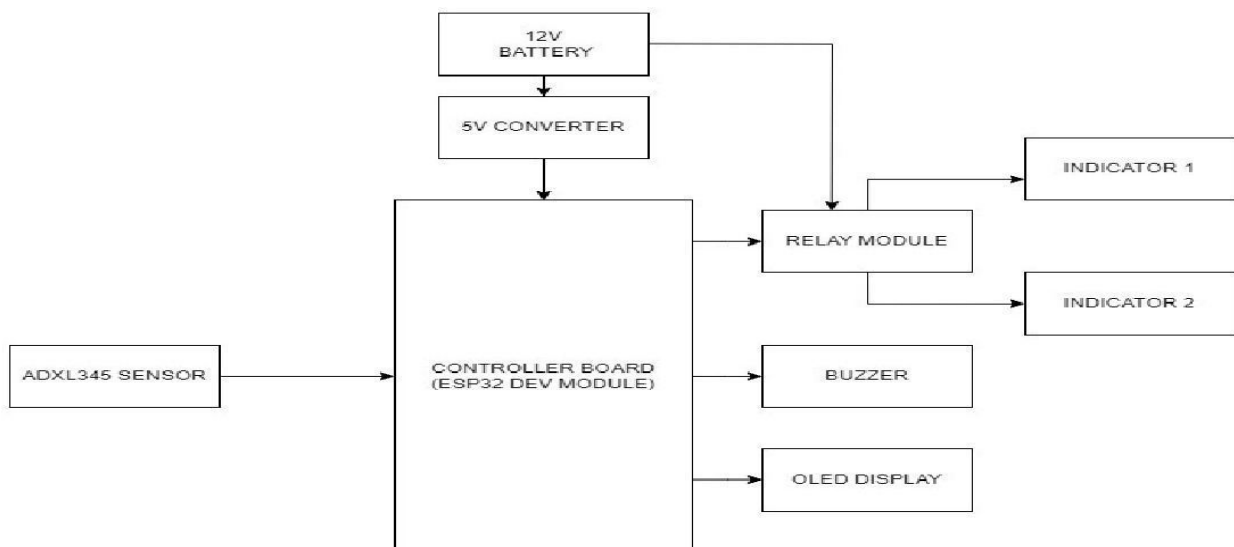 12V
BATTERY
5V CONVERTER
INDICATOR 1
RELAY MODULE
INDICATOR 2
ADXL345 SENSOR
CONTROLLER BOARD
(ESP32 DEV MODULE)
BUZZER
OLED DISPLAY